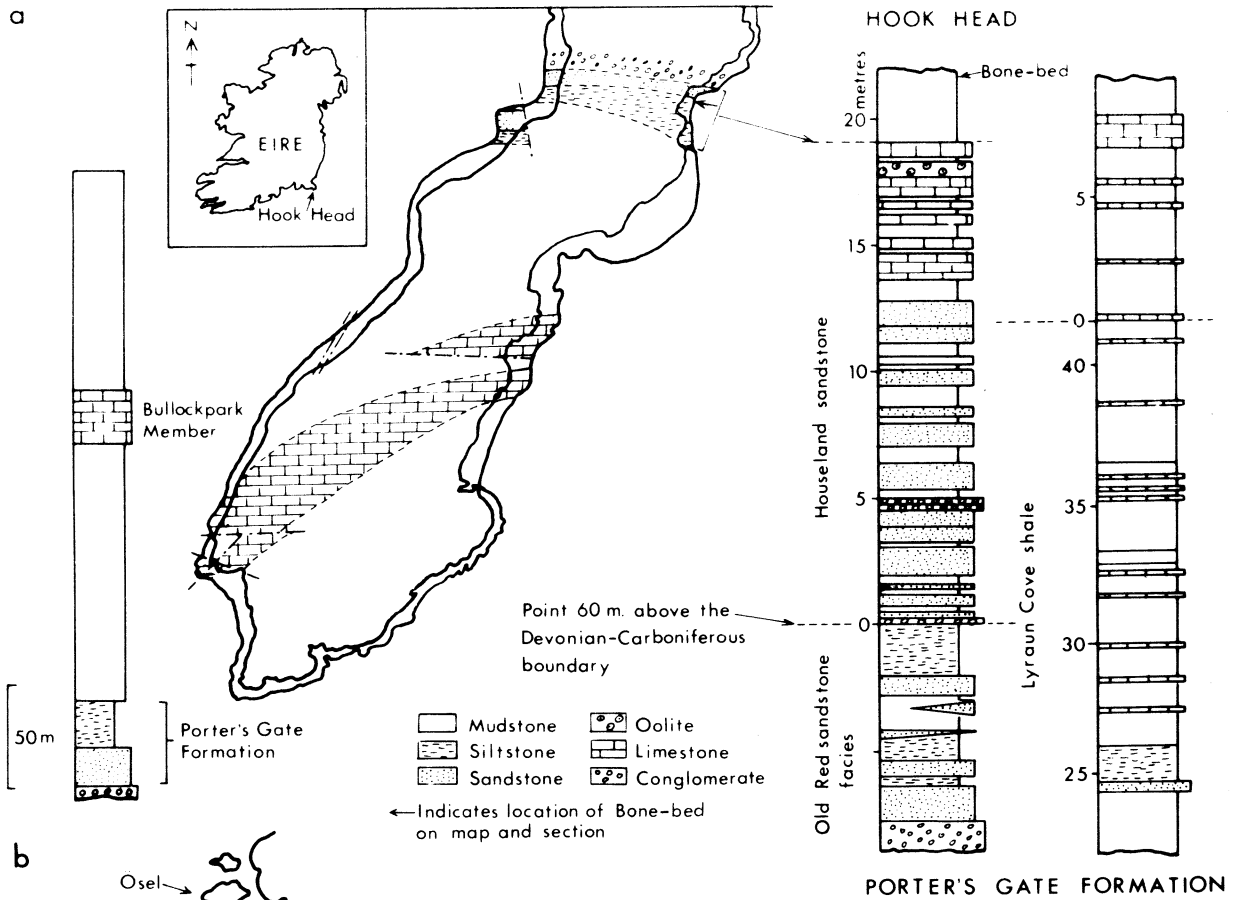 a
N
EIRE
Hook Head
Bullockpark
Member
50m
Porter's Gate
Formation
Point 60 m. above the
Devonian-Carboniferous
boundary
Mudstone
Siltstone
Sandstone
Oolite
Limestone
Conglomerate
Indicates location of Bone-bed
on map and section
b
Ösel
HOOK HEAD
Bone-bed
metres
20
15
10
5
0
Houseland sandstone
Old Red sandstone
facies
Lyraun Cove shale
5
0
40
35
30
25
PORTER'S GATE FORMATION